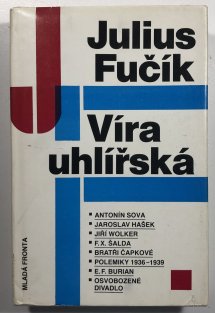 Julius
Fučík
Víra
uhlířská
ANTONÍN SOVA
JAROSLAV HAŠEK
JIŘÍ WOLKER
F. X. ŠALDA
BRATŘI ČAPKOVÉ
POLEMIKY 1936–1939
E. F. BURIAN
OSVOBOZENÉ
DIVADLO
MLADÁ FRONTA